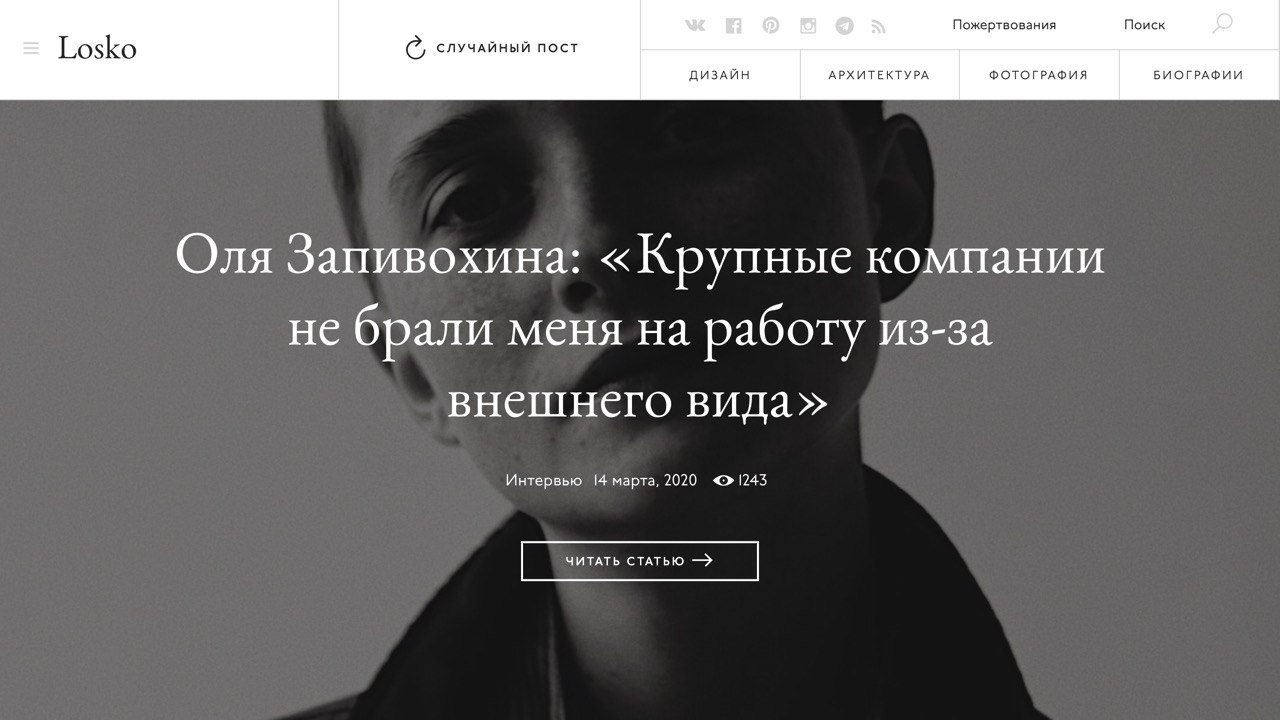 Losko
СЛУЧАЙНЫЙ ПОСТ
Пожертвования
Поиск
ДИЗАЙН
АРХИТЕКТУРА
ФОТОГРАФИЯ
БИОГРАФИИ
Оля Запивохина: «Крупные компании
не брали меня на работу из-за
внешнего вида»
Интервью 14 марта, 2020 1243
ЧИТАТЬ СТАТЬЮ →